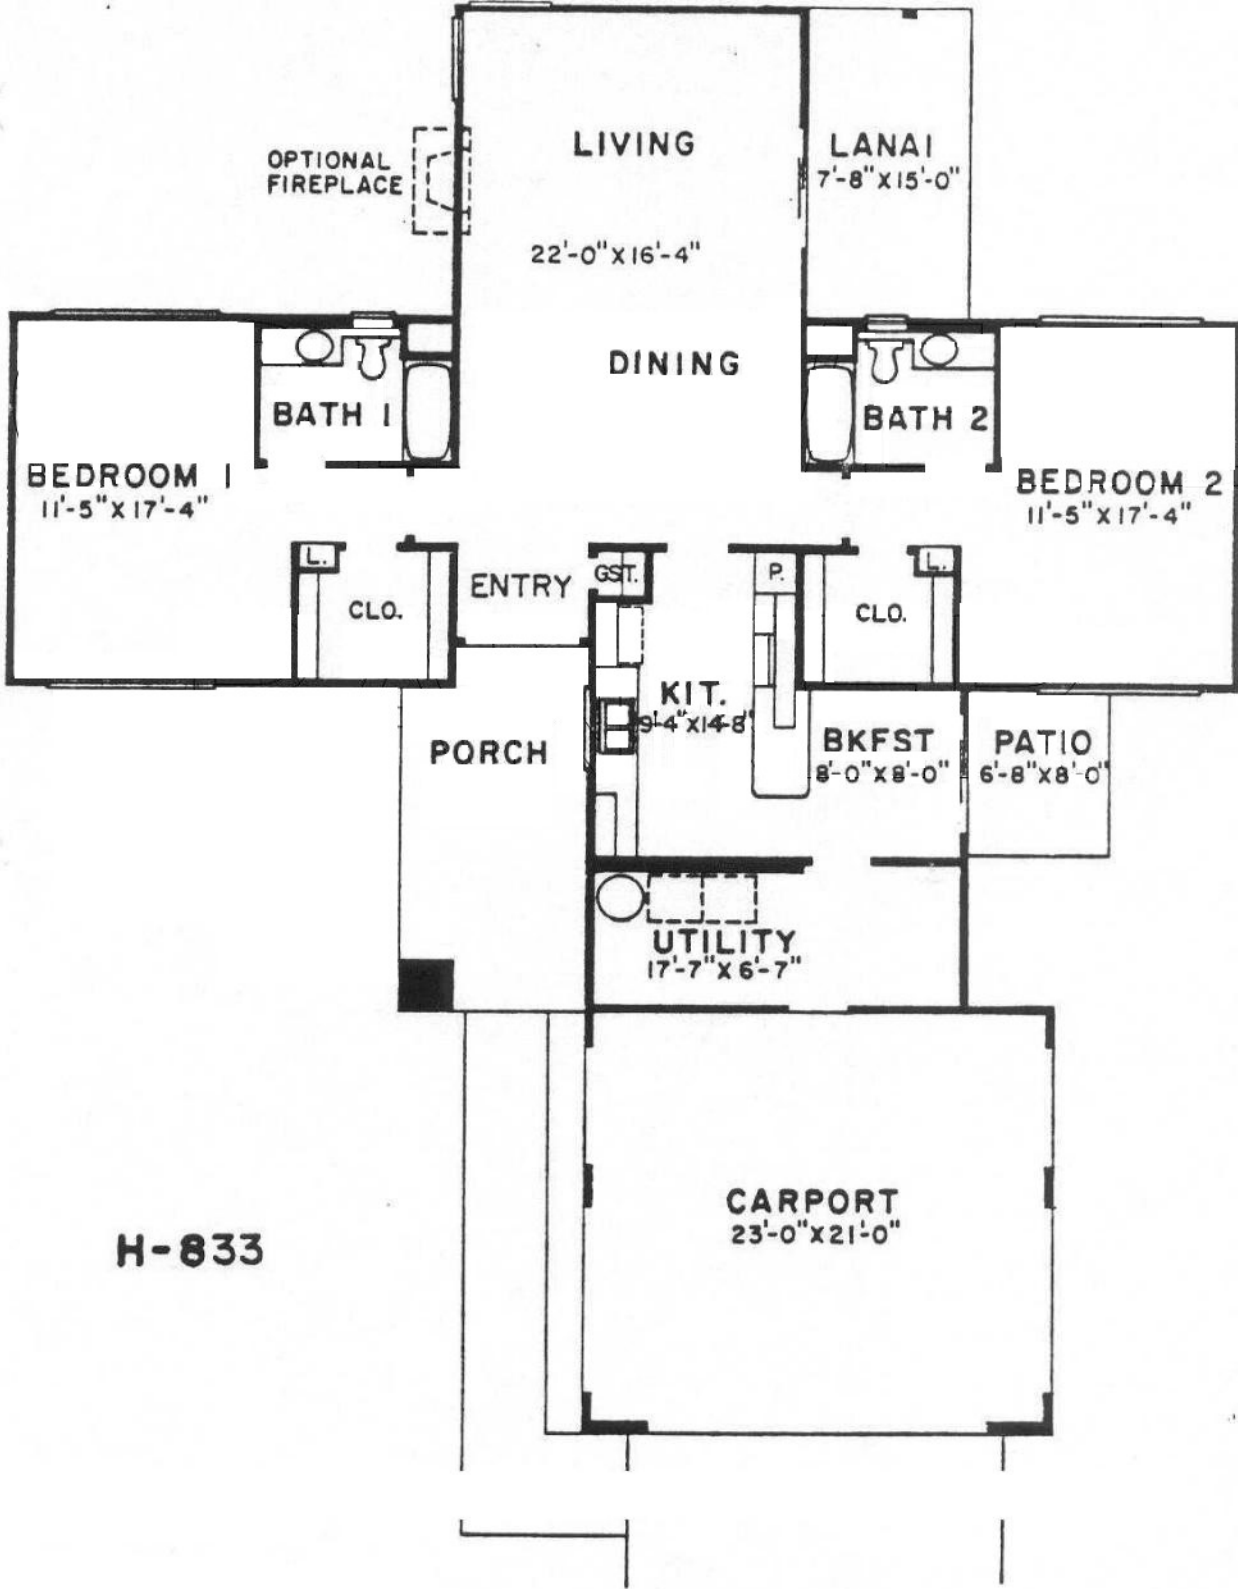 LIVING
22'-0"X16'-4"
LANAI
7'-8"X15'-0"
OPTIONAL
FIREPLACE
DINING
BATH 1
BATH 2
BEDROOM 1
11'-5"X17'-4"
BEDROOM 2
11'-5"X17'-4"
L.
CLO.
ENTRY
GST.
P.
CLO.
L.
KIT.
9'-4"X14'-8"
PORCH
BKFST
8'-0"X8'-0"
PATIO
6'-8"X8'-0"
UTILITY
17'-7"X6'-7"
CARPORT
23'-0"X21'-0"
H-833